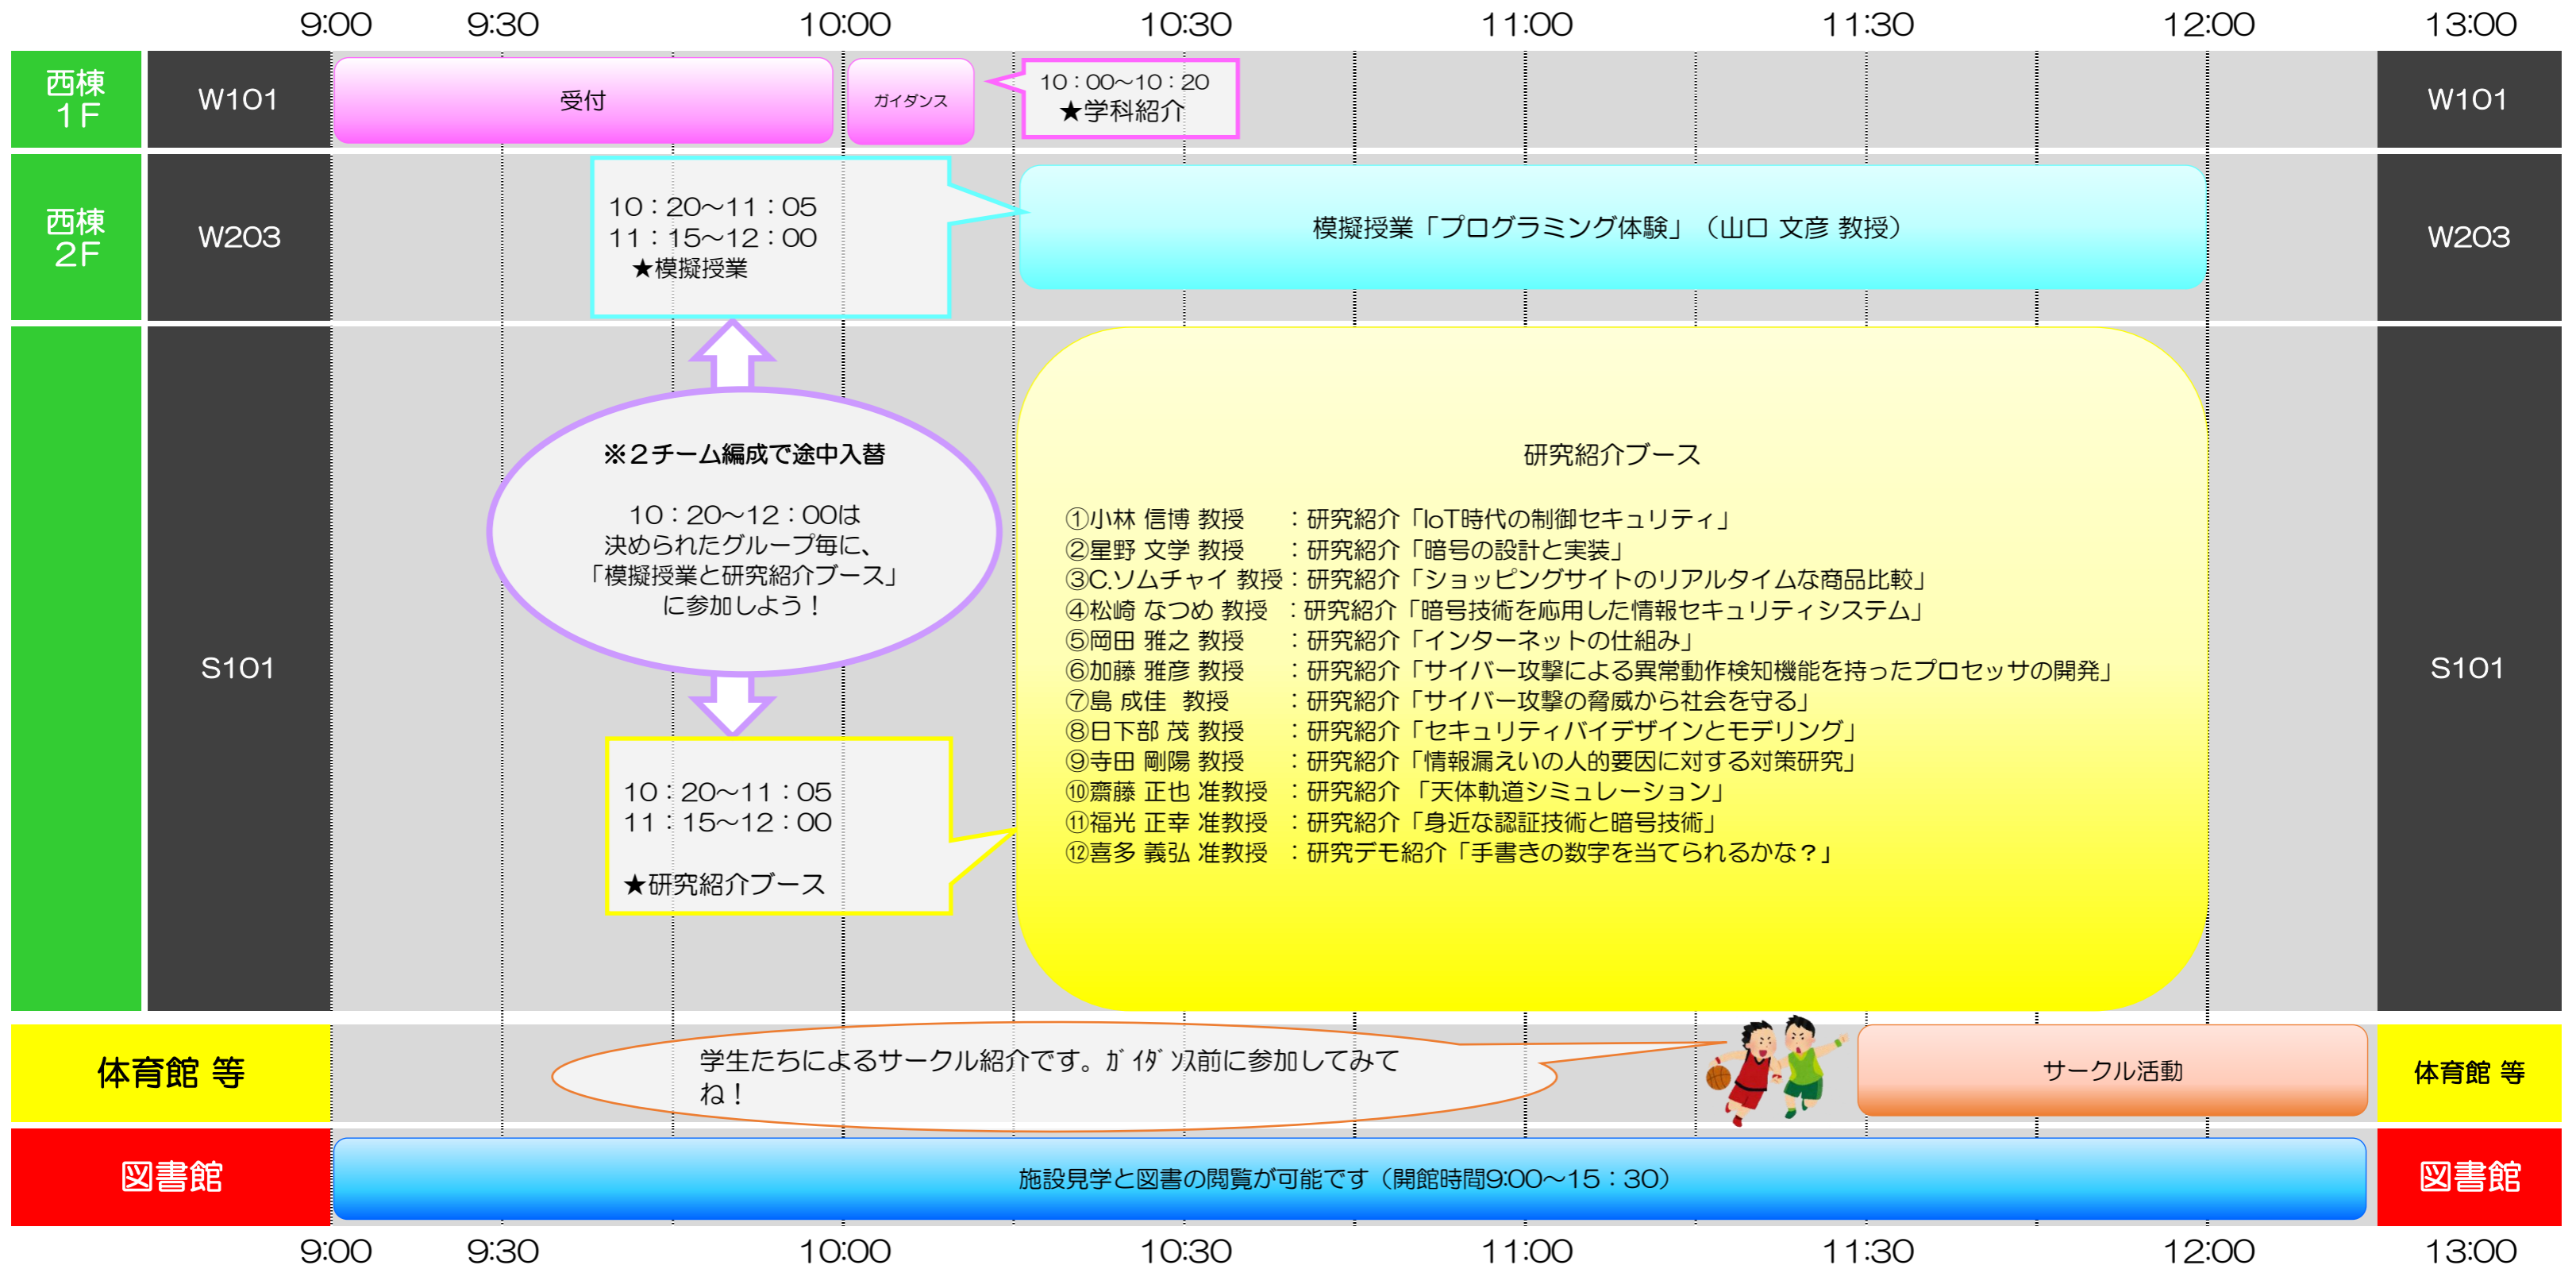 9:00 9:30 10:00 10:30 11:00 11:30 12:00 13:00
西棟
1F
W101
受付
ガイダンス
10：00～10：20
★学科紹介
W101
西棟
2F
W203
10：20～11：05
11：15～12：00
★模擬授業
模擬授業「プログラミング体験」（山口 文彦 教授）
W203
S101
※２チーム編成で途中入替
10：20～12：00は
決められたグループ毎に、
「模擬授業と研究紹介ブース」
に参加しよう！
10：20～11：05
11：15～12：00
★研究紹介ブース
研究紹介ブース
①小林 信博 教授　：研究紹介「IoT時代の制御セキュリティ」
②星野 文学 教授　：研究紹介「暗号の設計と実装」
③C.ソムチャイ 教授：研究紹介「ショッピングサイトのリアルタイムな商品比較」
④松崎 なつめ 教授　：研究紹介「暗号技術を応用した情報セキュリティシステム」
⑤岡田 雅之 教授　：研究紹介「インターネットの仕組み」
⑥加藤 雅彦 教授　：研究紹介「サイバー攻撃による異常動作検知機能を持ったプロセッサの開発」
⑦島 成佳 教授　：研究紹介「サイバー攻撃の脅威から社会を守る」
⑧日下部 茂 教授　：研究紹介「セキュリティバイデザインとモデリング」
⑨寺田 剛陽 教授　：研究紹介「情報漏えいの人的要因に対する対策研究」
⑩齋藤 正也 准教授　：研究紹介 「天体軌道シミュレーション」
⑪福光 正幸 准教授　：研究紹介「身近な認証技術と暗号技術」
⑫喜多 義弘 准教授　：研究デモ紹介「手書きの数字を当てられるかな？」
S101
体育館 等
学生たちによるサークル紹介です。ｶﾞｲﾀﾞﾝｽ前に参加してみて
ね！
サークル活動
体育館 等
図書館
施設見学と図書の閲覧が可能です（開館時間9:00～15：30）
図書館
9:00 9:30 10:00 10:30 11:00 11:30 12:00 13:00